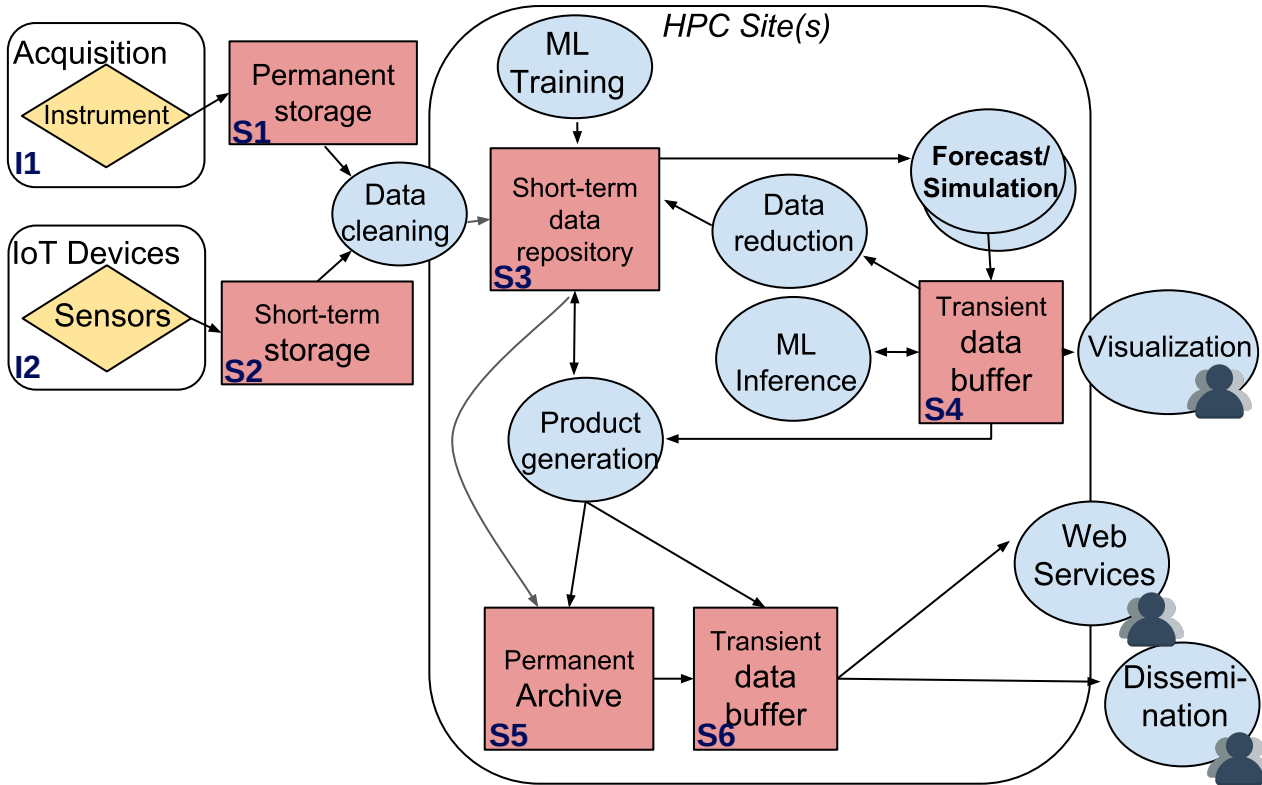 HPC Site(s)
Acquisition
Instrument
I1
Permanent
storage
S1
ML
Training
Data
cleaning
IoT Devices
Sensors
I2
Short-term
storage
S2
Short-term
data
repository
S3
Forecast/
Simulation
Data
reduction
ML
Inference
Transient
data
buffer
S4
Visualization
Product
generation
Web
Services
Permanent
Archive
S5
Transient
data
buffer
S6
Dissemi-
nation